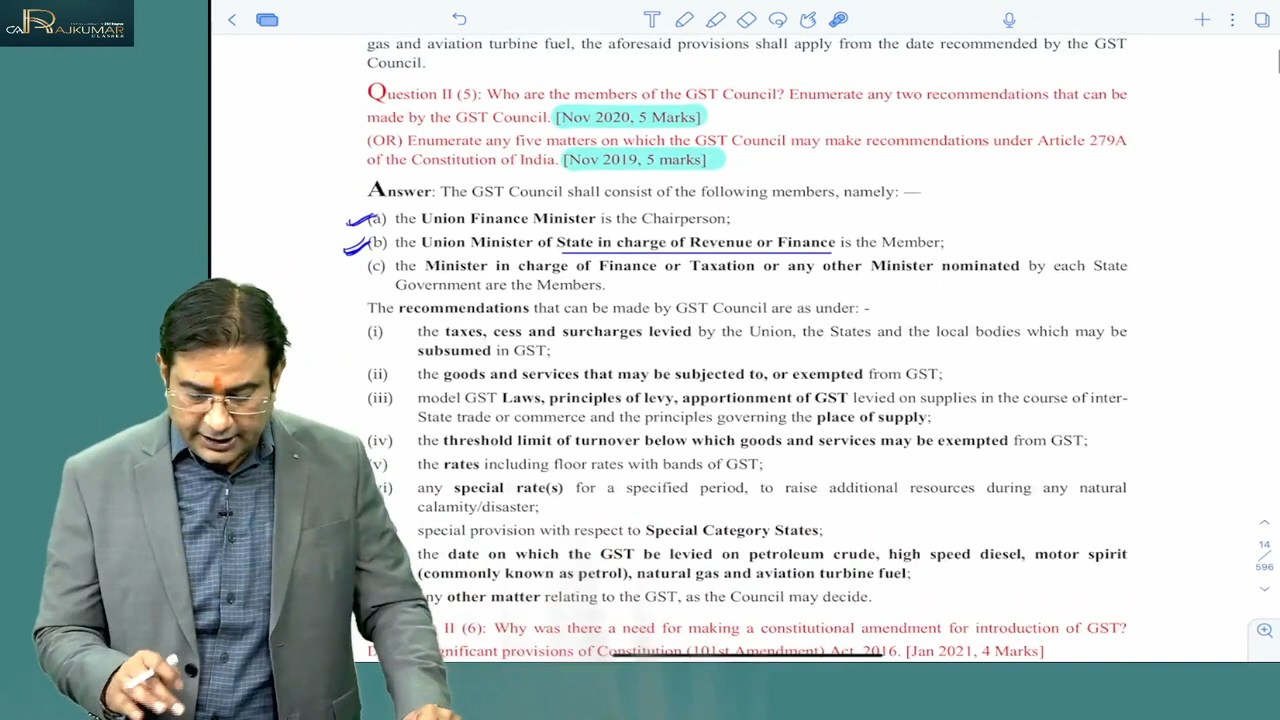 CA RAJKUMAR
CLASSES
gas and aviation turbine fuel, the aforesaid provisions shall apply from the date recommended by the GST
Council.
Question II (5): Who are the members of the GST Council? Enumerate any two recommendations that can be
made by the GST Council. [Nov 2020, 5 Marks]
(OR) Enumerate any five matters on which the GST Council may make recommendations under Article 279A
of the Constitution of India. [Nov 2019, 5 marks]
Answer: The GST Council shall consist of the following members, namely: —
(a) the Union Finance Minister is the Chairperson;
(b) the Union Minister of State in charge of Revenue or Finance is the Member;
(c) the Minister in charge of Finance or Taxation or any other Minister nominated by each State
Government are the Members.
The recommendations that can be made by GST Council are as under: -
(i) the taxes, cess and surcharges levied by the Union, the States and the local bodies which may be
subsumed in GST;
(ii) the goods and services that may be subjected to, or exempted from GST;
(iii) model GST Laws, principles of levy, apportionment of GST levied on supplies in the course of inter-
State trade or commerce and the principles governing the place of supply;
(iv) the threshold limit of turnover below which goods and services may be exempted from GST;
v) the rates including floor rates with bands of GST;
vi) any special rate(s) for a specified period, to raise additional resources during any natural
calamity/disaster;
special provision with respect to Special Category States;
the date on which the GST be levied on petroleum crude, high speed diesel, motor spirit
(commonly known as petrol), natural gas and aviation turbine fuel;
ny other matter relating to the GST, as the Council may decide.
II (6): Why was there a need for making a constitutional amendment for introduction of GST?
D gnificant provisions of Constitution (101st Amendment) Act, 2016. [Jan 2021, 4 Marks]
14
596